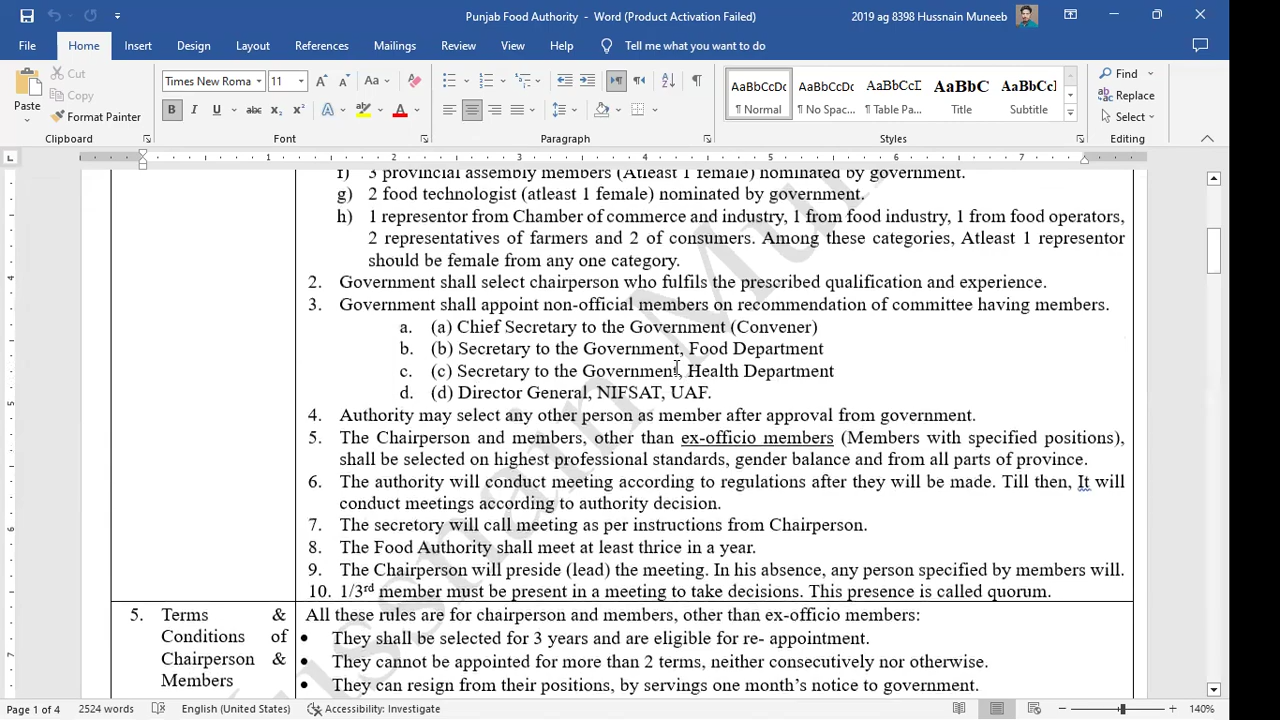 Punjab Food Authority - Word (Product Activation Failed)
2019 ag 8398 Hussnain Muneeb
File Home Insert Design Layout References Mailings Review View Help Tell me what you want to do
Cut
Copy
Format Painter
Paste
Times New Roma 11
B I U abc x₂ x²
AaBbCcDc AaBbCcDc AaBbCcD AaBbC AaBbCcI
¶ Normal ¶ No Spac... ¶ Table Pa... Title Subtitle
Find
Replace
Select
Clipboard Font Paragraph Styles Editing
1 2 3 4 5 6 7
f) 3 provincial assembly members (Atleast 1 female) nominated by government.
g) 2 food technologist (atleast 1 female) nominated by government.
h) 1 representor from Chamber of commerce and industry, 1 from food industry, 1 from food operators,
2 representatives of farmers and 2 of consumers. Among these categories, Atleast 1 representor
should be female from any one category.
2. Government shall select chairperson who fulfils the prescribed qualification and experience.
3. Government shall appoint non-official members on recommendation of committee having members.
a. (a) Chief Secretary to the Government (Convener)
b. (b) Secretary to the Government, Food Department
c. (c) Secretary to the Government, Health Department
d. (d) Director General, NIFSAT, UAF.
4. Authority may select any other person as member after approval from government.
5. The Chairperson and members, other than ex-officio members (Members with specified positions),
shall be selected on highest professional standards, gender balance and from all parts of province.
6. The authority will conduct meeting according to regulations after they will be made. Till then, It will
conduct meetings according to authority decision.
7. The secretory will call meeting as per instructions from Chairperson.
8. The Food Authority shall meet at least thrice in a year.
9. The Chairperson will preside (lead) the meeting. In his absence, any person specified by members will.
10. 1/3rd member must be present in a meeting to take decisions. This presence is called quorum.
5. Terms &
Conditions of
Chairperson &
Members
All these rules are for chairperson and members, other than ex-officio members:
• They shall be selected for 3 years and are eligible for re- appointment.
• They cannot be appointed for more than 2 terms, neither consecutively nor otherwise.
• They can resign from their positions, by servings one month's notice to government.
Hussnain Mun
Page 1 of 4 2524 words English (United States) Accessibility: Investigate 140%